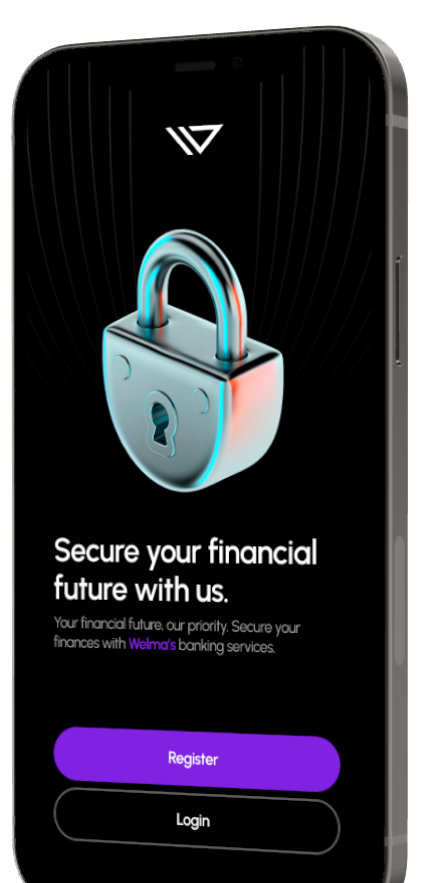 Secure your financial
future with us.
Your financial future, our priority. Secure your
finances with Welma's banking services.
Register
Login